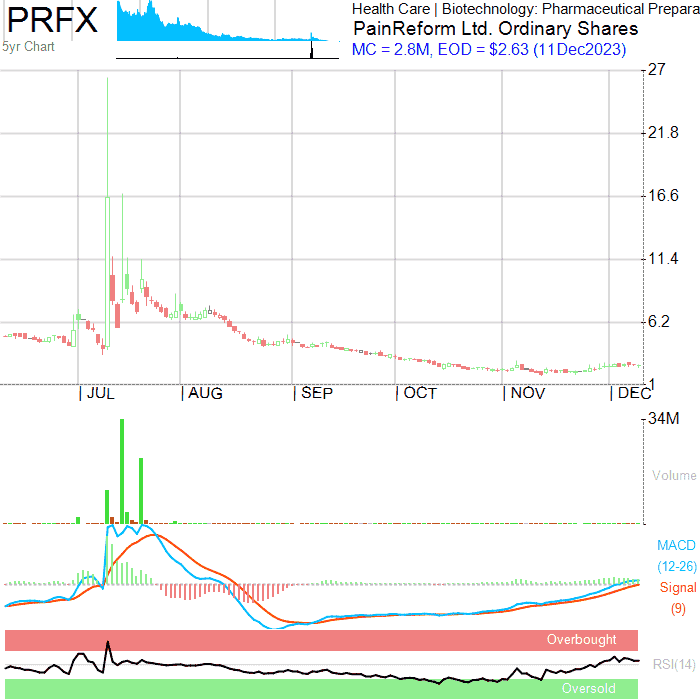 PRFX
5yr Chart
Health Care | Biotechnology: Pharmaceutical Prepara
PainReform Ltd. Ordinary Shares
MC = 2.8M, EOD = $2.63 (11Dec2023)
27
21.8
16.6
11.4
6.2
1
JUL
AUG
SEP
OCT
NOV
DEC
34M
Volume
MACD
(12-26)
Signal
(9)
Overbought
RSI(14)
Oversold